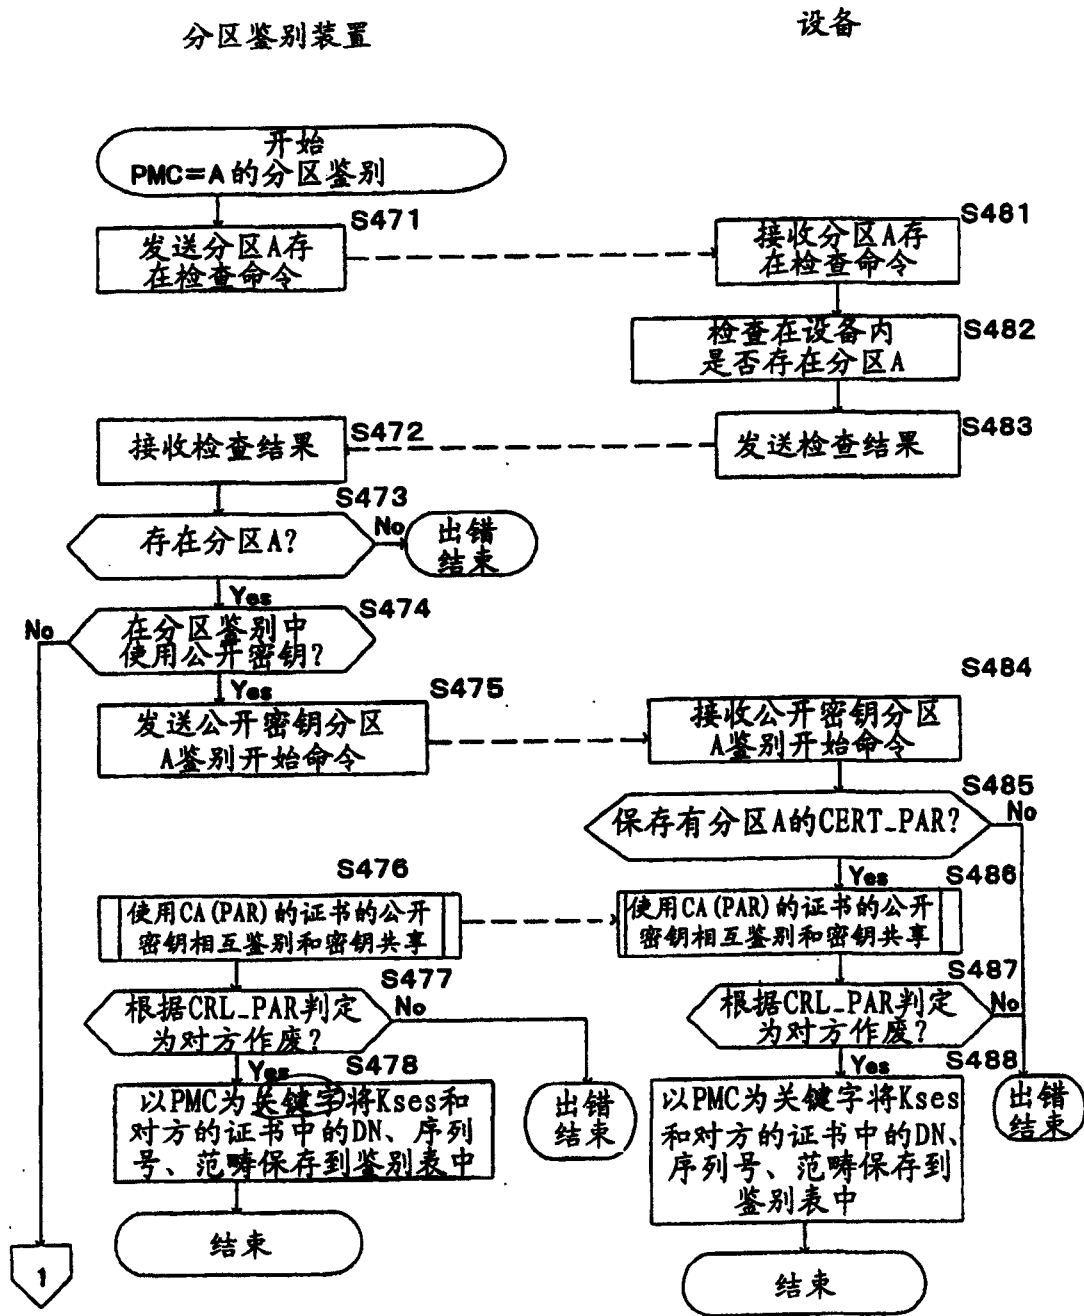 分区鉴别装置
设备
开始
PMC=A的分区鉴别
S471
发送分区A存
在检查命令
S481
接收分区A存
在检查命令
S482
检查在设备内
是否存在分区A
S472
接收检查结果
S483
发送检查结果
S473
存在分区A?
No
出错
结束
Yes
S474
No
在分区鉴别中
使用公开密钥?
Yes
S475
发送公开密钥分区
A鉴别开始命令
S484
接收公开密钥分区
A鉴别开始命令
S485
保存有分区A的CERT_PAR?
No
Yes
S476
使用CA(PAR)的证书的公开
密钥相互鉴别和密钥共享
S486
使用CA(PAR)的证书的公开
密钥相互鉴别和密钥共享
S477
根据CRL_PAR判定
为对方作废?
No
S487
根据CRL_PAR判定
为对方作废?
No
Yes
S478
以PMC为关键字将Kses和
对方的证书中的DN、序列
号、范畴保存到鉴别表中
出错
结束
Yes
S488
以PMC为关键字将Kses
和对方的证书中的DN、
序列号、范畴保存到
鉴别表中
出错
结束
结束
1
结束